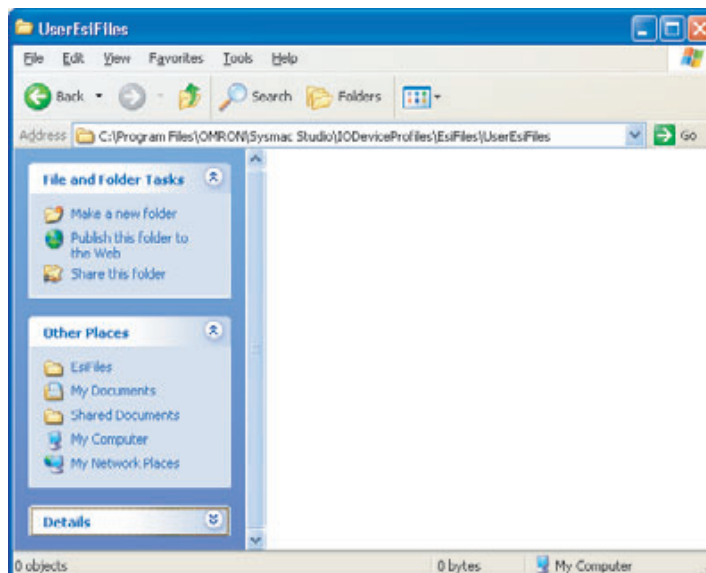 UserEsiFiles
File Edit View Favorites Tools Help
Back Search Folders
Address C:\Program Files\OMRON\Sysmac Studio\IODeviceProfiles\EsiFiles\UserEsiFiles Go
File and Folder Tasks
Make a new folder
Publish this folder to
the Web
Share this folder
Other Places
EsiFiles
My Documents
Shared Documents
My Computer
My Network Places
Details
0 objects 0 bytes My Computer